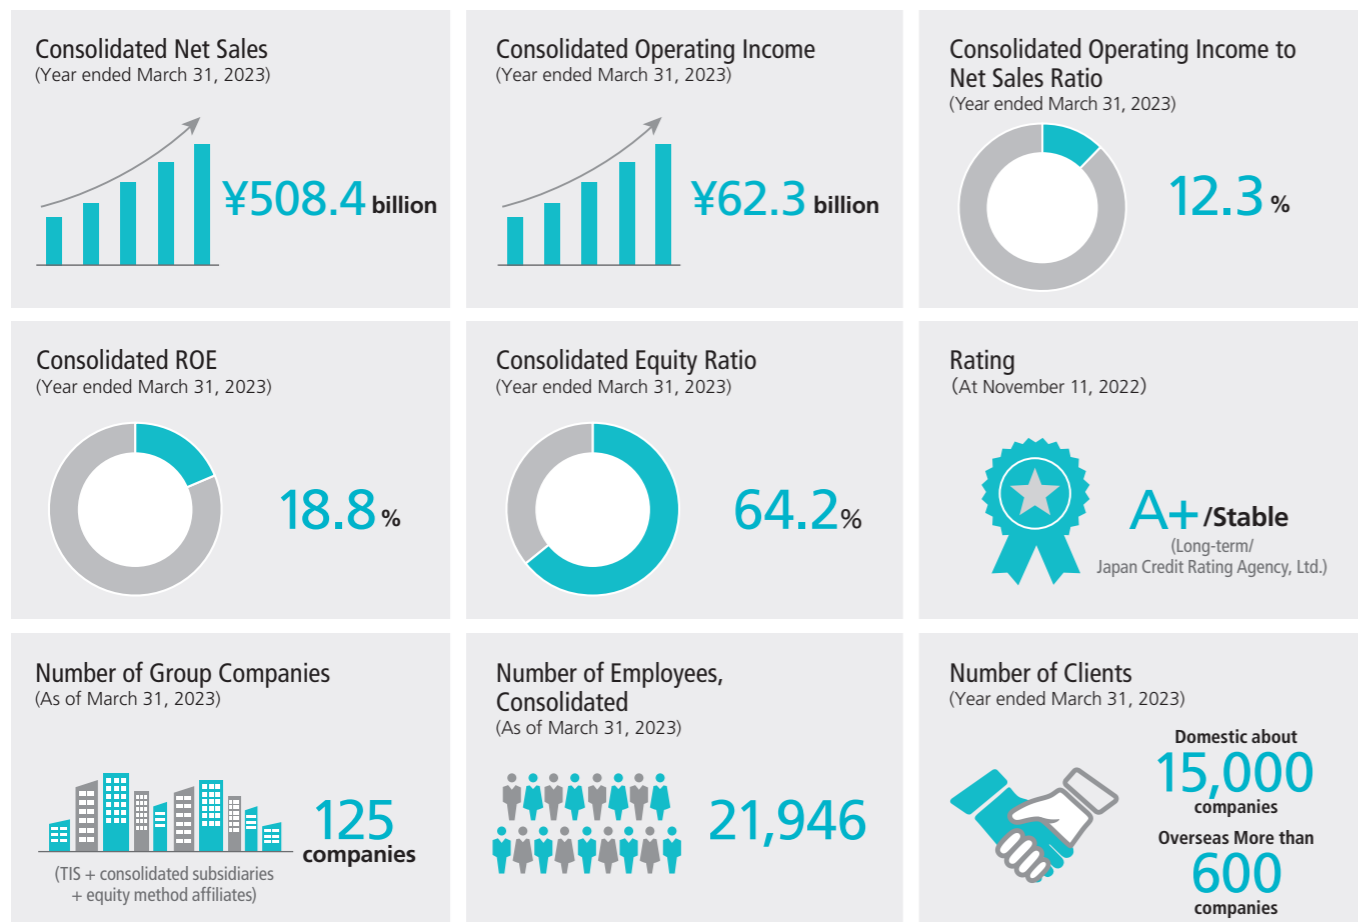 Consolidated Net Sales
(Year ended March 31, 2023)
¥508.4 billion
Consolidated Operating Income
(Year ended March 31, 2023)
¥62.3 billion
Consolidated Operating Income to
Net Sales Ratio
(Year ended March 31, 2023)
12.3 %
Consolidated ROE
(Year ended March 31, 2023)
18.8 %
Consolidated Equity Ratio
(Year ended March 31, 2023)
64.2%
Rating
(At November 11, 2022)
A+ /Stable
(Long-term/
Japan Credit Rating Agency, Ltd.)
Number of Group Companies
(As of March 31, 2023)
125
companies
(TIS + consolidated subsidiaries
+ equity method affiliates)
Number of Employees,
Consolidated
(As of March 31, 2023)
21,946
Number of Clients
(Year ended March 31, 2023)
Domestic about
15,000
companies
Overseas More than
600
companies